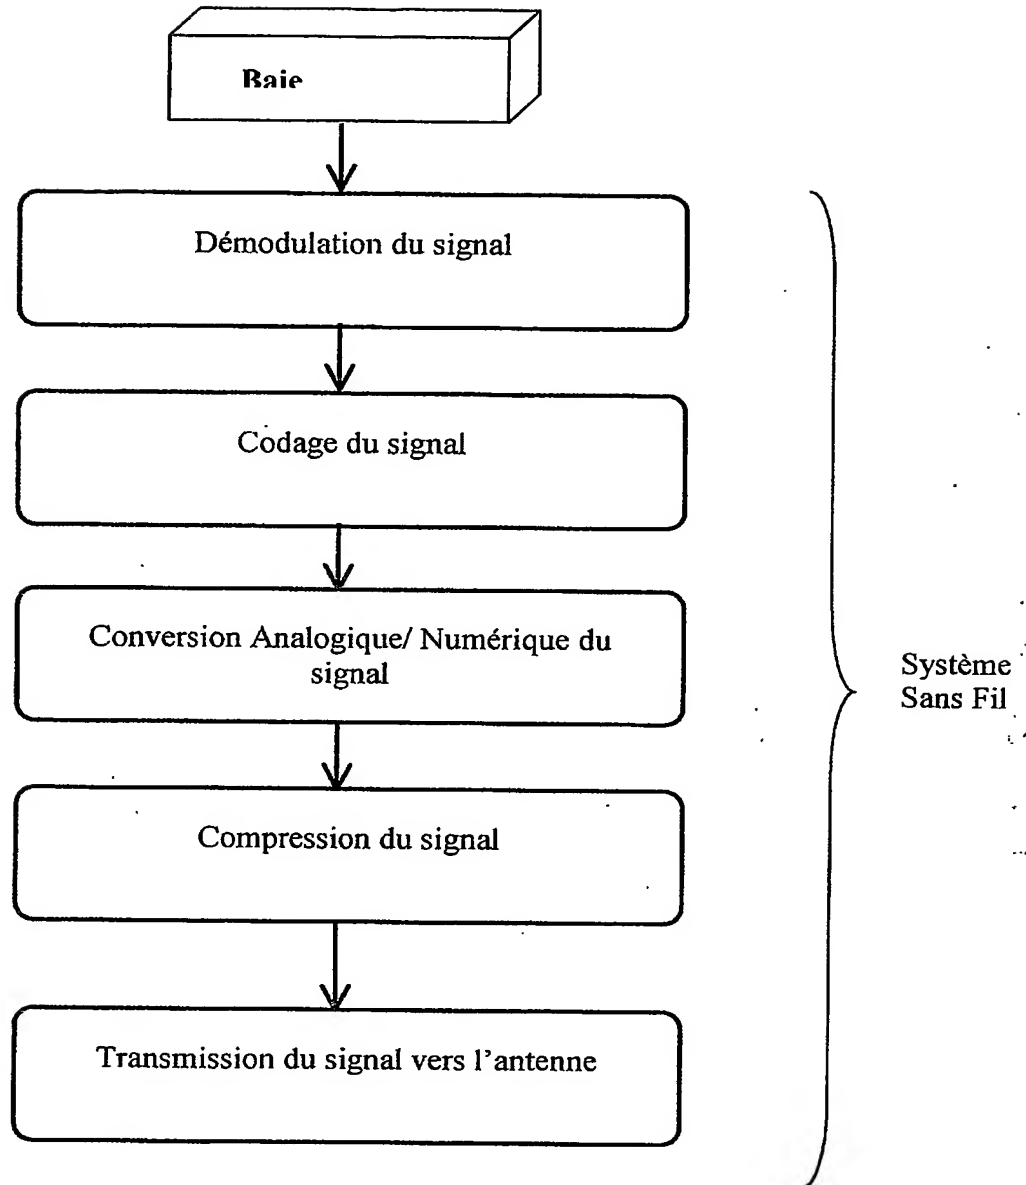 Baie
Démodulation du signal
Codage du signal
Conversion Analogique/ Numérique du
signal
Compression du signal
Transmission du signal vers l'antenne
Système
Sans Fil